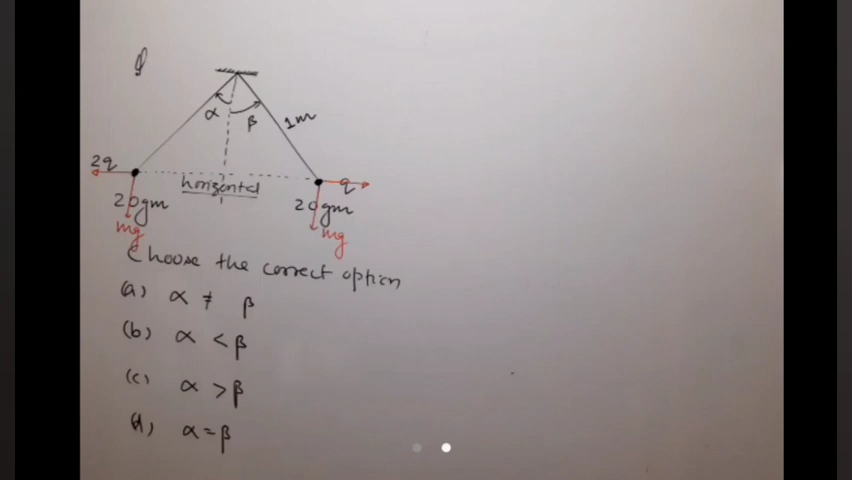 Q
α β 1m
2q q
horizontal
20gm 20gm
mg mg
Choose the correct option
(a) α ≠ β
(b) α < β
(c) α > β
(d) α = β